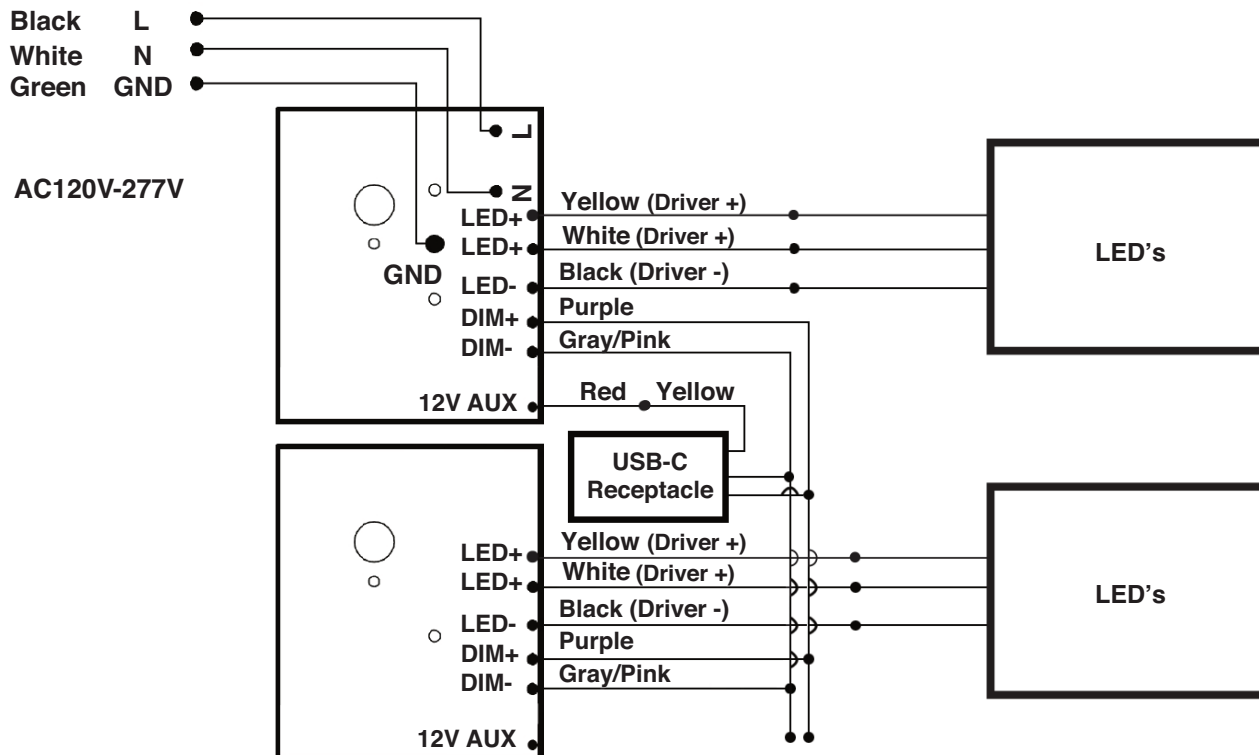 Black L
White N
Green GND
AC120V-277V
L
N
LED+
LED+
GND
LED-
DIM+
DIM-
12V AUX
Yellow (Driver +)
White (Driver +)
Black (Driver -)
Purple
Gray/Pink
Red Yellow
LED's
USB-C
Receptacle
LED+
LED+
LED-
DIM+
DIM-
12V AUX
Yellow (Driver +)
White (Driver +)
Black (Driver -)
Purple
Gray/Pink
LED's